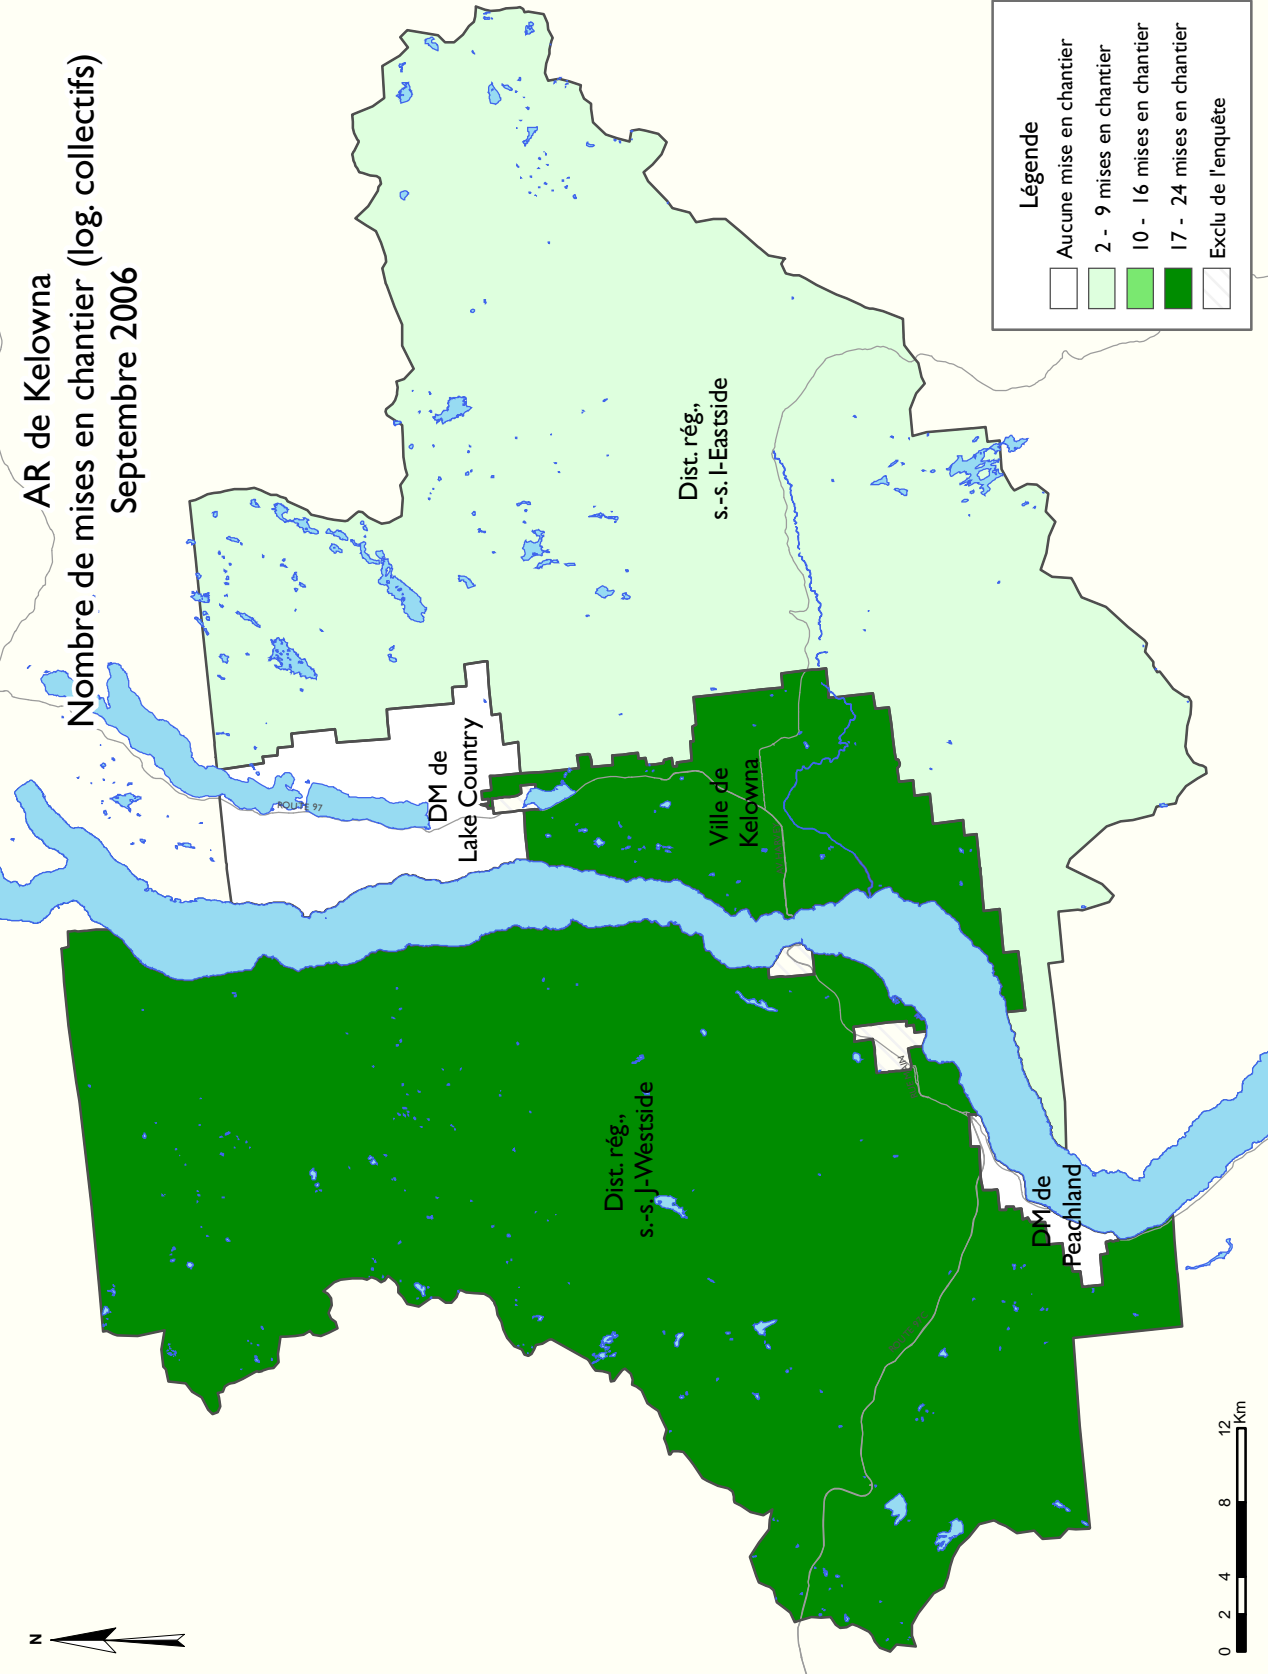 AR de Kelowna
Nombre de mises en chantier (log. collectifs)
Septembre 2006
N
ROUTE 97
DM de
Lake Country
Dist. rég.,
s.-s. I-Eastside
Ville de
Kelowna
Dist. rég.,
s.-s. J-Westside
DM de
Peachland
Légende
Aucune mise en chantier
2 - 9 mises en chantier
10 - 16 mises en chantier
17 - 24 mises en chantier
Exclu de l'enquête
0 2 4 8 12
Km